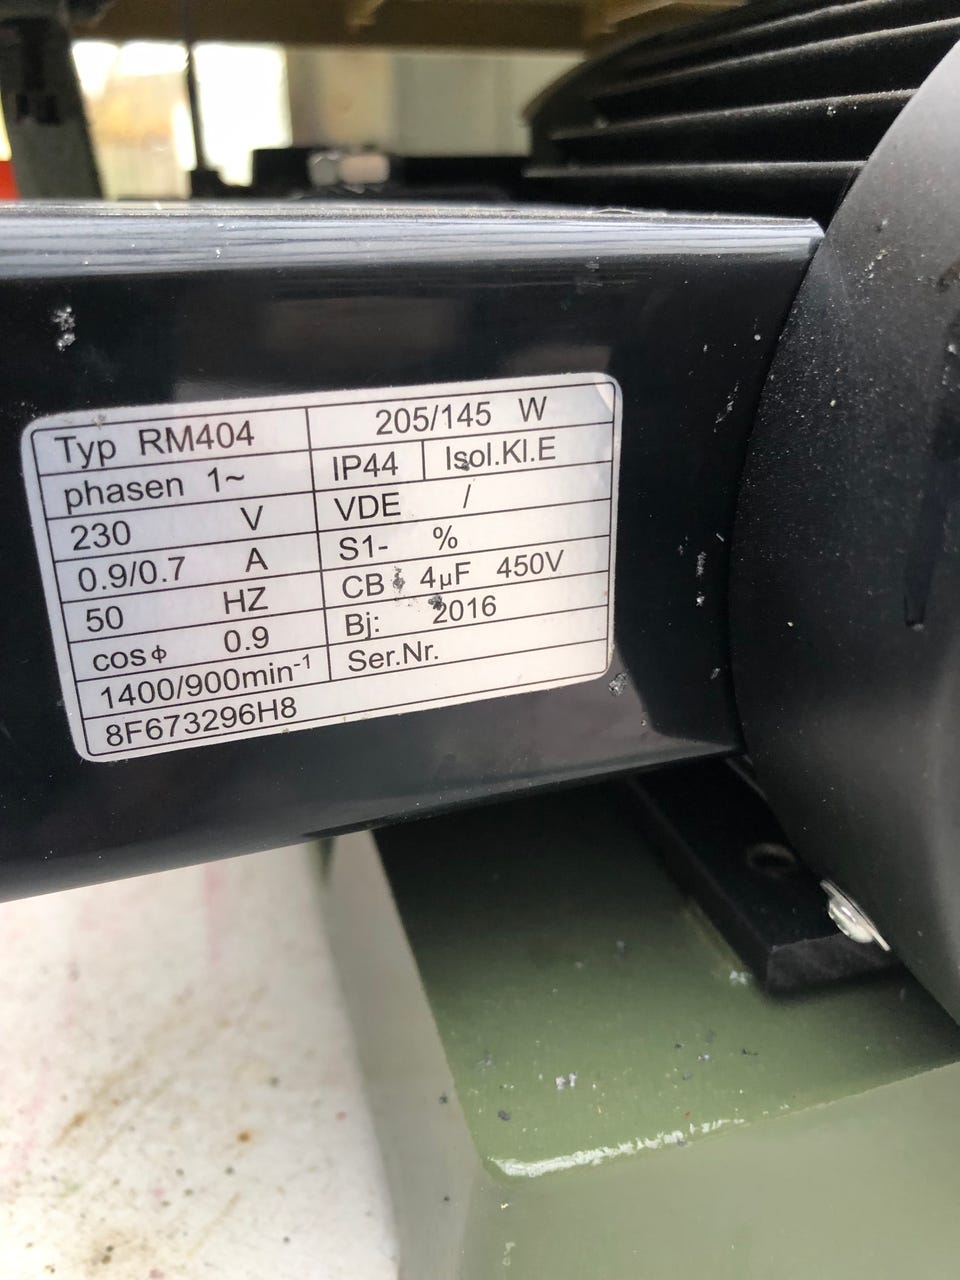 Typ RM404 205/145 W
phasen 1~ IP44 Isol.Kl.E
230 V VDE /
0.9/0.7 A S1- %
50 HZ CB 4µF 450V
cosϕ 0.9 Bj: 2016
1400/900min⁻¹ Ser.Nr.
8F673296H8